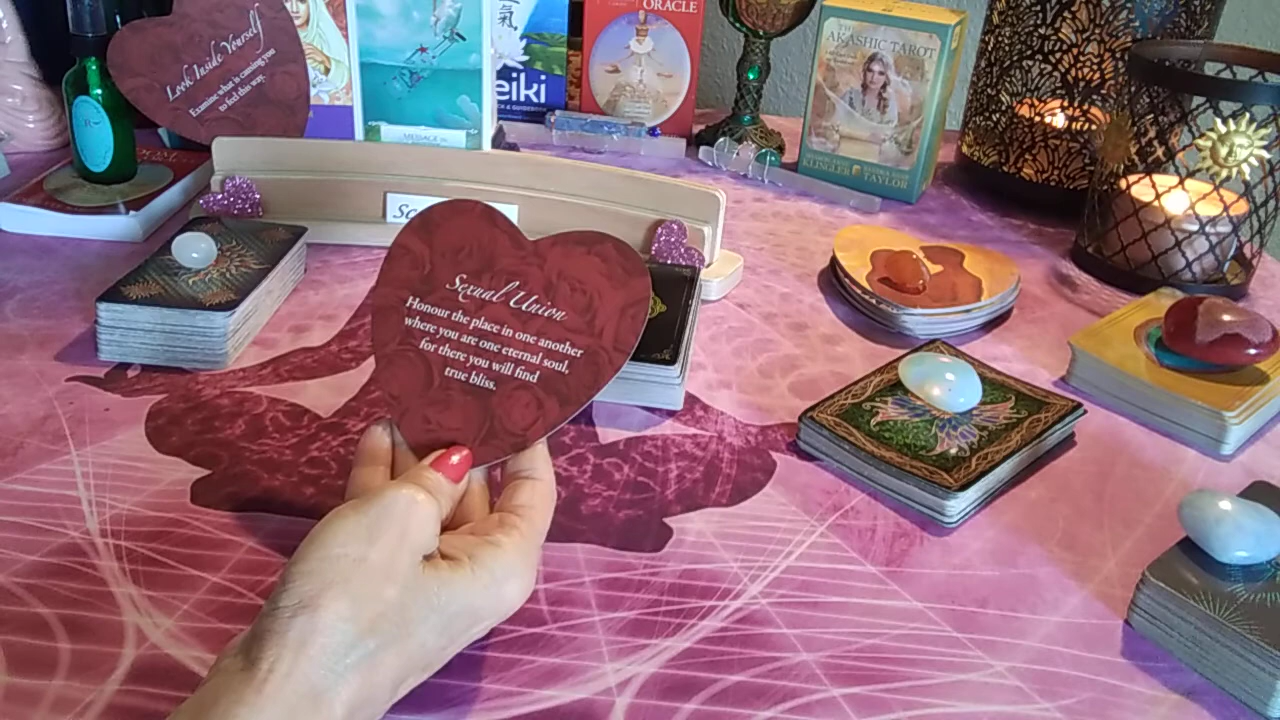 Look Inside Yourself
Examine what is causing you
to feel this way.
MESSAGE
氣
eiki
ORACLE
THE
AKASHIC TAROT
KLINGLER
TAYLOR
Sexual Union
Honour the place in one another
where you are one eternal soul,
for there you will find
true bliss.